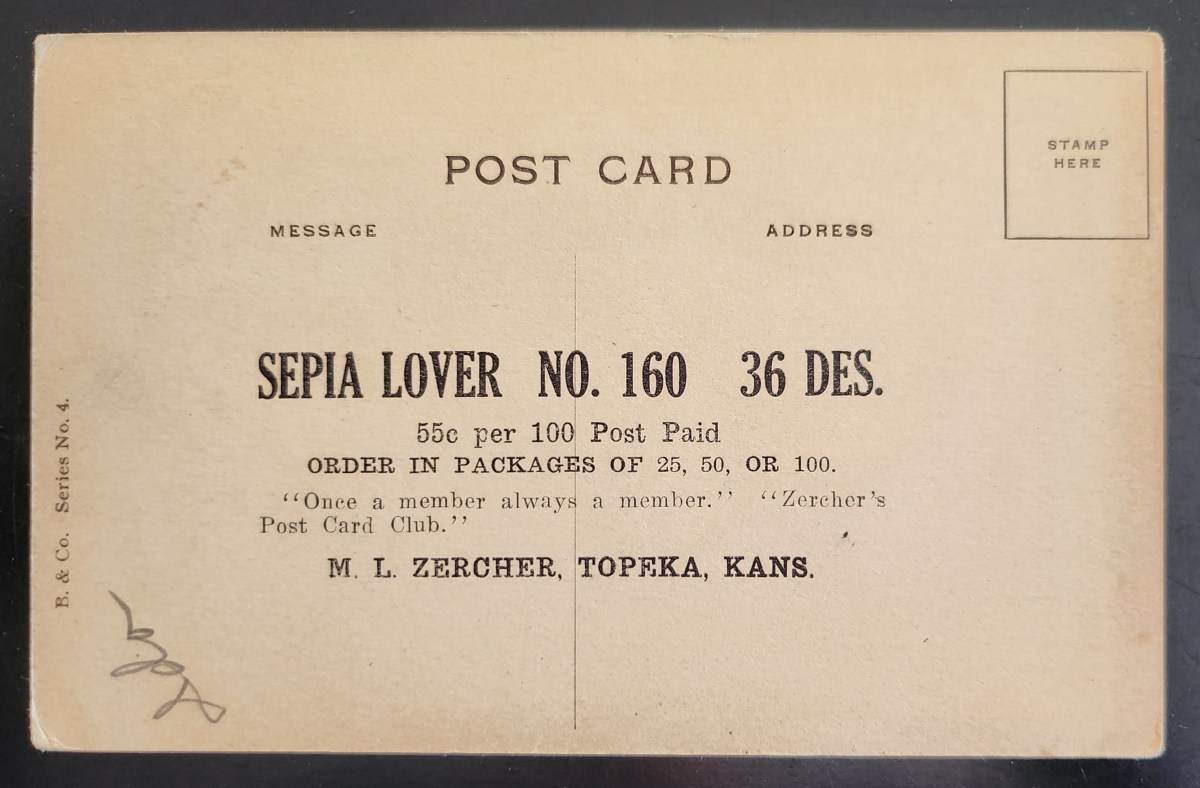 POST CARD
STAMP
HERE
MESSAGE
ADDRESS
SEPIA LOVER NO. 160 36 DES.
55c per 100 Post Paid
ORDER IN PACKAGES OF 25, 50, OR 100.
“Once a member always a member.” “Zercher’s
Post Card Club.”
M. L. ZERCHER, TOPEKA, KANS.
B. & Co. Series No. 4.